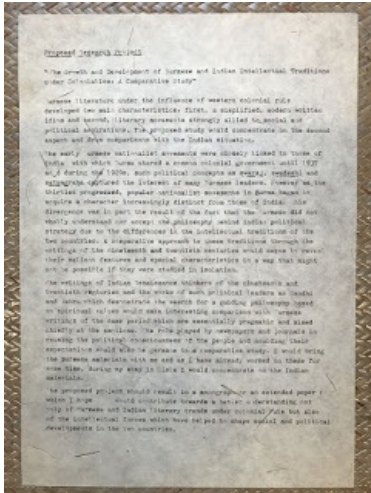 Proposed Research Project
"The Growth and Development of Burmese and Indian Intellectual Traditions
under Colonialism: A Comparative Study"
Burmese literature under the influence of western colonial rule
developed two main characteristics: first, a simplified, modern written
idiom and second, literary movements strongly allied to social and
political aspirations. The proposed study would concentrate on the second
aspect and draw comparisons with the Indian situation.
The early Burmese nationalist movements were closely linked to those of
India with which Burma shared a common colonial government until 1937
and during the 1920s, such political concepts as swaraj, swadeshi and
satyagraha captured the interest of many Burmese leaders. However as the
thirties progressed, popular nationalist movements in Burma began to
acquire a character increasingly distinct from those of India. This
divergence was in part the result of the fact that the Burmese did not
wholly understand nor accept the philosophy behind India's political
strategy due to the differences in the intellectual traditions of the
two countries. A comparative approach to these traditions through the
writings of the nineteenth and twentieth centuries would serve to reveal
their salient features and special characteristics in a way that might
not be possible if they were studied in isolation.
The writings of Indian renaissance thinkers of the nineteenth and
twentieth centuries and the works of such political leaders as Gandhi
and Nehru which demonstrate the search for a guiding philosophy based
on spiritual values would make interesting comparisons with Burmese
writings of the same period which are essentially pragmatic and aimed
chiefly at the emotions. The role played by newspapers and journals in
rousing the political consciousness of the people and moulding their
expectations would also be germane to a comparative study. I would bring
the Burmese materials with me and as I have already worked on these for
some time. During my stay in Simla I would concentrate on the Indian
materials.
The proposed project should result in a monograph or an extended paper
which I hope would contribute towards a better understanding not
only of Burmese and Indian literary trends under colonial rule but also
of the intellectual forces which have helped to shape social and political
developments in the two countries.